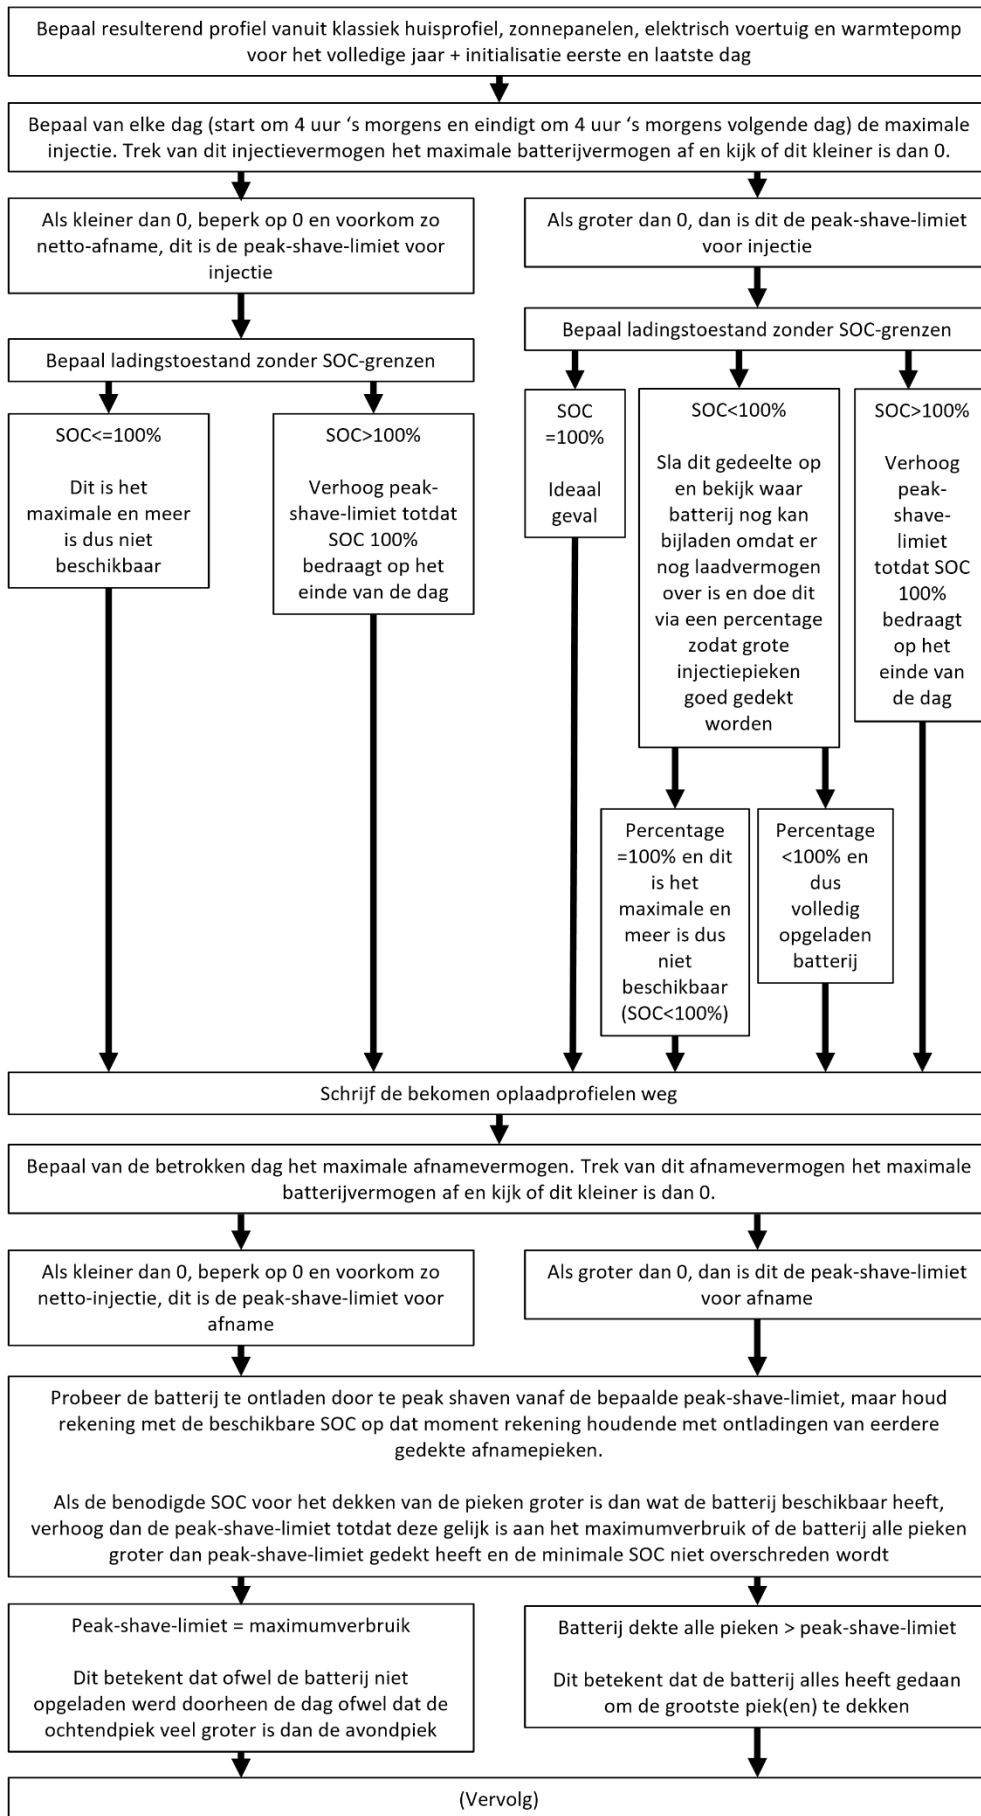 Bepaal resulterend profiel vanuit klassiek huisprofiel, zonnepanelen, elektrisch voertuig en warmtepomp
voor het volledige jaar + initialisatie eerste en laatste dag
Bepaal van elke dag (start om 4 uur ‘s morgens en eindigt om 4 uur ‘s morgens volgende dag) de maximale
injectie. Trek van dit injectievermogen het maximale batterijvermogen af en kijk of dit kleiner is dan 0.
Als kleiner dan 0, beperk op 0 en voorkom zo
netto-afname, dit is de peak-shave-limiet voor
injectie
Als groter dan 0, dan is dit de peak-shave-limiet
voor injectie
Bepaal ladingstoestand zonder SOC-grenzen
Bepaal ladingstoestand zonder SOC-grenzen
SOC<=100%
Dit is het
maximale en meer
is dus niet
beschikbaar
SOC>100%
Verhoog peak-
shave-limiet totdat
SOC 100%
bedraagt op het
einde van de dag
SOC
=100%
Ideaal
geval
SOC<100%
Sla dit gedeelte op
en bekijk waar
batterij nog kan
bijladen omdat er
nog laadvermogen
over is en doe dit
via een percentage
zodat grote
injectiepieken
goed gedekt
worden
SOC>100%
Verhoog
peak-
shave-
limiet
totdat SOC
100%
bedraagt
op het
einde van
de dag
Percentage
=100% en dit
is het
maximale en
meer is dus
niet
beschikbaar
(SOC<100%)
Percentage
<100% en
dus
volledig
opgeladen
batterij
Schrijf de bekomen oplaadprofielen weg
Bepaal van de betrokken dag het maximale afnamevermogen. Trek van dit afnamevermogen het maximale
batterijvermogen af en kijk of dit kleiner is dan 0.
Als kleiner dan 0, beperk op 0 en voorkom zo
netto-injectie, dit is de peak-shave-limiet voor
afname
Als groter dan 0, dan is dit de peak-shave-limiet
voor afname
Probeer de batterij te ontladen door te peak shaven vanaf de bepaalde peak-shave-limiet, maar houd
rekening met de beschikbare SOC op dat moment rekening houdende met ontladingen van eerdere
gedekte afnamepieken.
Als de benodigde SOC voor het dekken van de pieken groter is dan wat de batterij beschikbaar heeft,
verhoog dan de peak-shave-limiet totdat deze gelijk is aan het maximumverbruik of de batterij alle pieken
groter dan peak-shave-limiet gedekt heeft en de minimale SOC niet overschreden wordt
Peak-shave-limiet = maximumverbruik
Dit betekent dat ofwel de batterij niet
opgeladen werd doorheen de dag ofwel dat de
ochtendpiek veel groter is dan de avondpiek
Batterij dekte alle pieken > peak-shave-limiet
Dit betekent dat de batterij alles heeft gedaan
om de grootste piek(en) te dekken
(Vervolg)